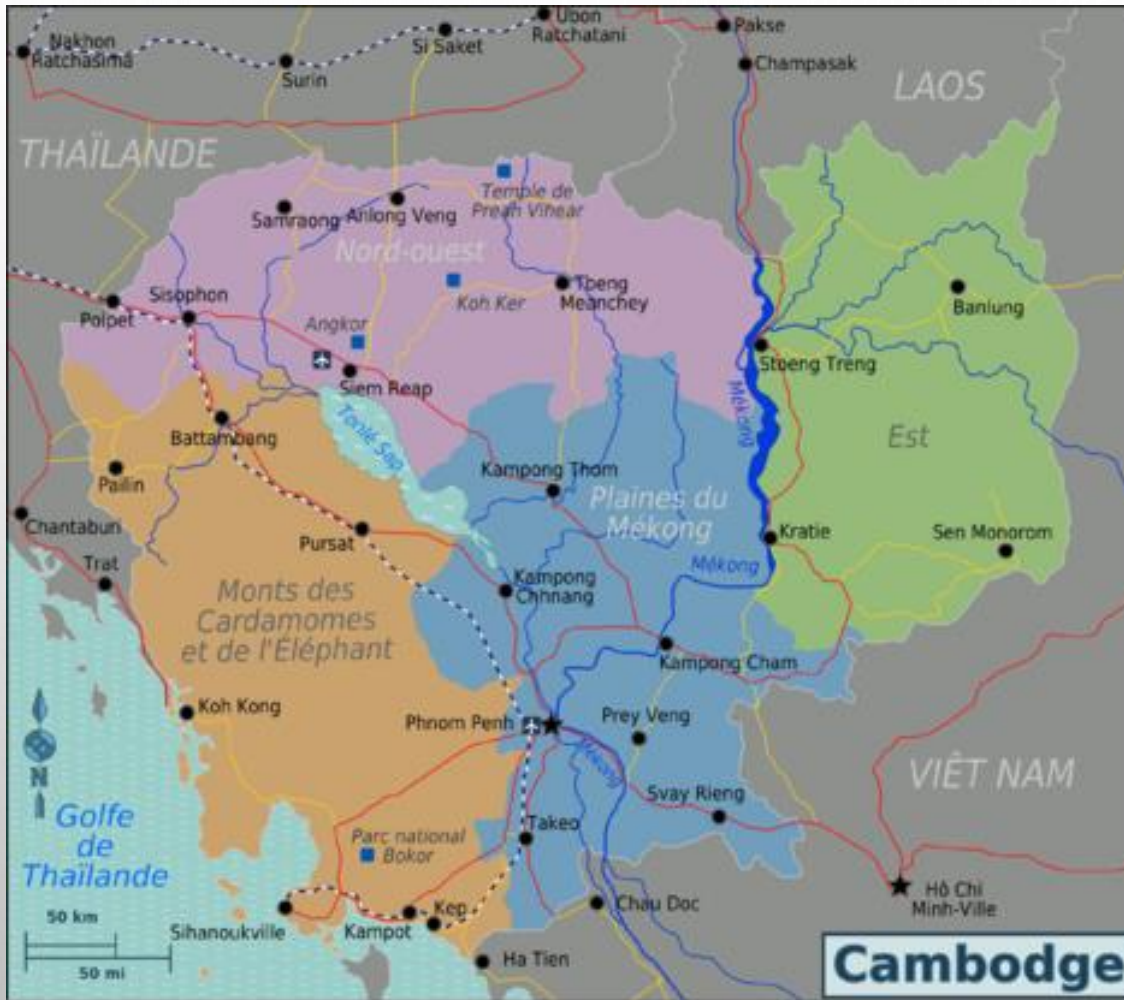 Nakhon
Ratchasima
Surin
Si Saket
Ubon
Ratchatani
Pakse
Champasak
LAOS
THAÏLANDE
Samraong
Anlong Veng
Temple de
Preah Vihear
Nord-ouest
Koh Ker
Tbeng
Meanchey
Banlung
Poipet
Sisophon
Angkor
Siem Reap
Stoeng Treng
Mékong
Est
Battambang
Tonlé Sap
Pailin
Kampong Thom
Plaines du
Mékong
Chantaburi
Pursat
Kratie
Sen Monorom
Trat
Mékong
Kampong
Chhnang
Monts des
Cardamomes
et de l'Éléphant
Kampong Cham
Koh Kong
Phnom Penh
Prey Veng
Mékong
N
VIÊT NAM
Svay Rieng
Golfe
de
Thaïlande
Takeo
Parc national
Bokor
Hô Chi
Minh-Ville
Chau Doc
50 km
50 mi
Sihanoukville
Kampot
Kep
Ha Tien
Cambodge